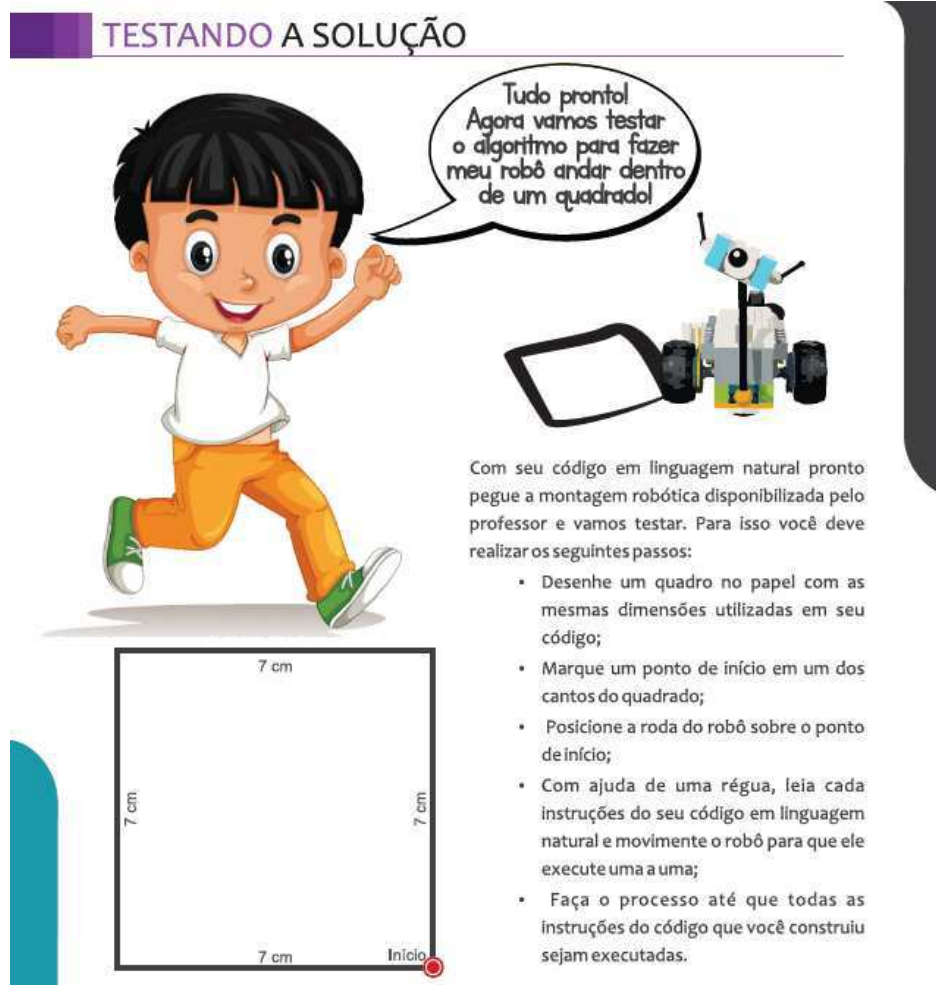 TESTANDO A SOLUÇÃO
Tudo pronto!
Agora vamos testar
o algoritmo para fazer
meu robô andar dentro
de um quadrado!
Com seu código em linguagem natural pronto
pegue a montagem robótica disponibilizada pelo
professor e vamos testar. Para isso você deve
realizar os seguintes passos:
• Desenhe um quadro no papel com as
mesmas dimensões utilizadas em seu
código;
• Marque um ponto de início em um dos
cantos do quadrado;
• Posicione a roda do robô sobre o ponto
de início;
• Com ajuda de uma régua, leia cada
instruções do seu código em linguagem
natural e movimente o robô para que ele
execute uma a uma;
• Faça o processo até que todas as
instruções do código que você construiu
sejam executadas.
7 cm
7 cm
7 cm
7 cm
Início